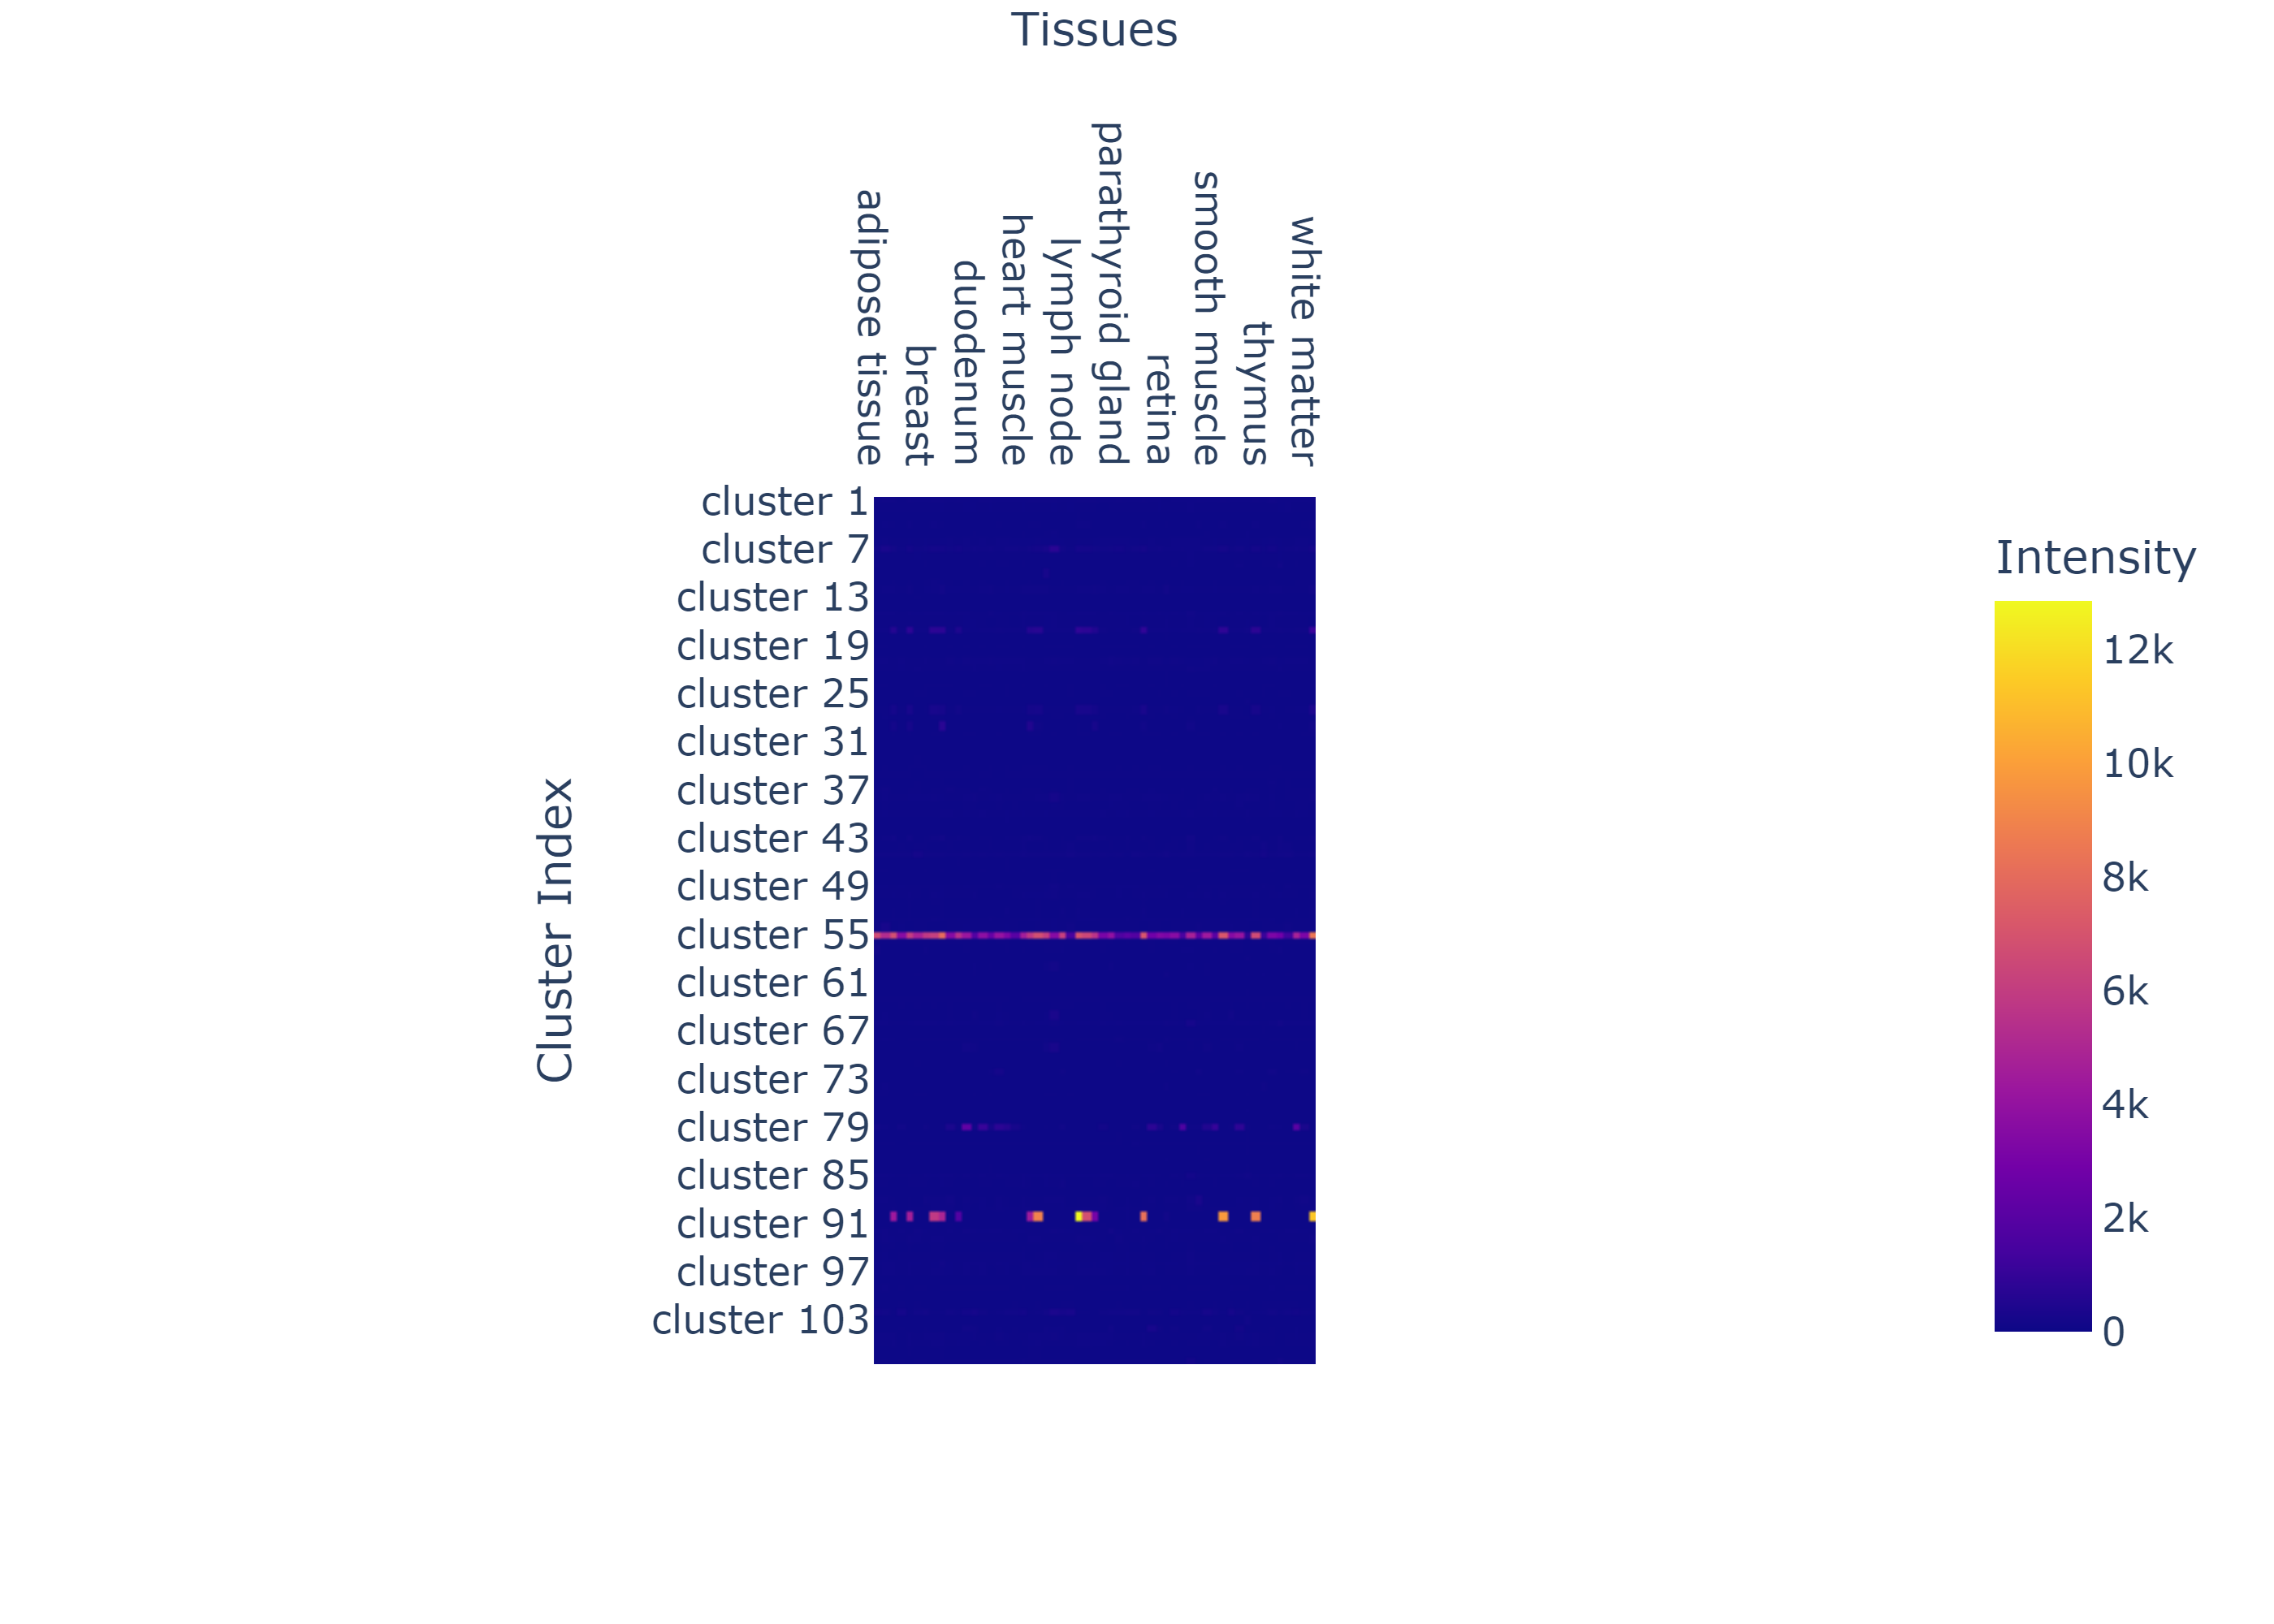 Tissues
adipose tissue
breast
duodenum
heart muscle
lymph node
parathyroid gland
retina
smooth muscle
thymus
white matter
Cluster Index
cluster 1
cluster 7
cluster 13
cluster 19
cluster 25
cluster 31
cluster 37
cluster 43
cluster 49
cluster 55
cluster 61
cluster 67
cluster 73
cluster 79
cluster 85
cluster 91
cluster 97
cluster 103
Intensity
12k
10k
8k
6k
4k
2k
0